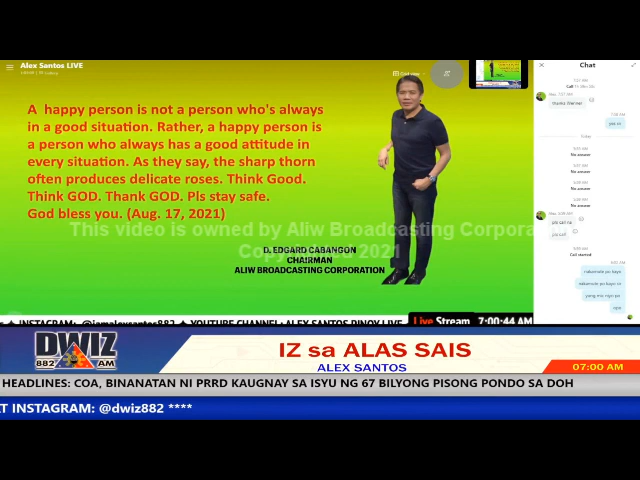 Alex Santos LIVE
Chat
A happy person is not a person who's always
in a good situation. Rather, a happy person is
a person who always has a good attitude in
every situation. As they say, the sharp thorn
often produces delicate roses. Think Good.
Think GOD. Thank GOD. Pls stay safe.
God bless you. (Aug. 17, 2021)
This video is owned by Aliw Broadcasting Corpora
2021
D. EDGARD CABANGON
CHAIRMAN
ALIW BROADCASTING CORPORATION
No answer
No answer
No answer
No answer
pls call
Call started
INSTAGRAM: @iamalexsantos882 ✦ YOUTUBE CHANNEL: ALEX SANTOS PINOY LIVE
Live Stream 7:00:44 AM
DWIZ
882 AM
IZ sa ALAS SAIS
ALEX SANTOS
07:00 AM
HEADLINES: COA, BINANATAN NI PRRD KAUGNAY SA ISYU NG 67 BILYONG PISONG PONDO SA DOH
T INSTAGRAM: @dwiz882 ****